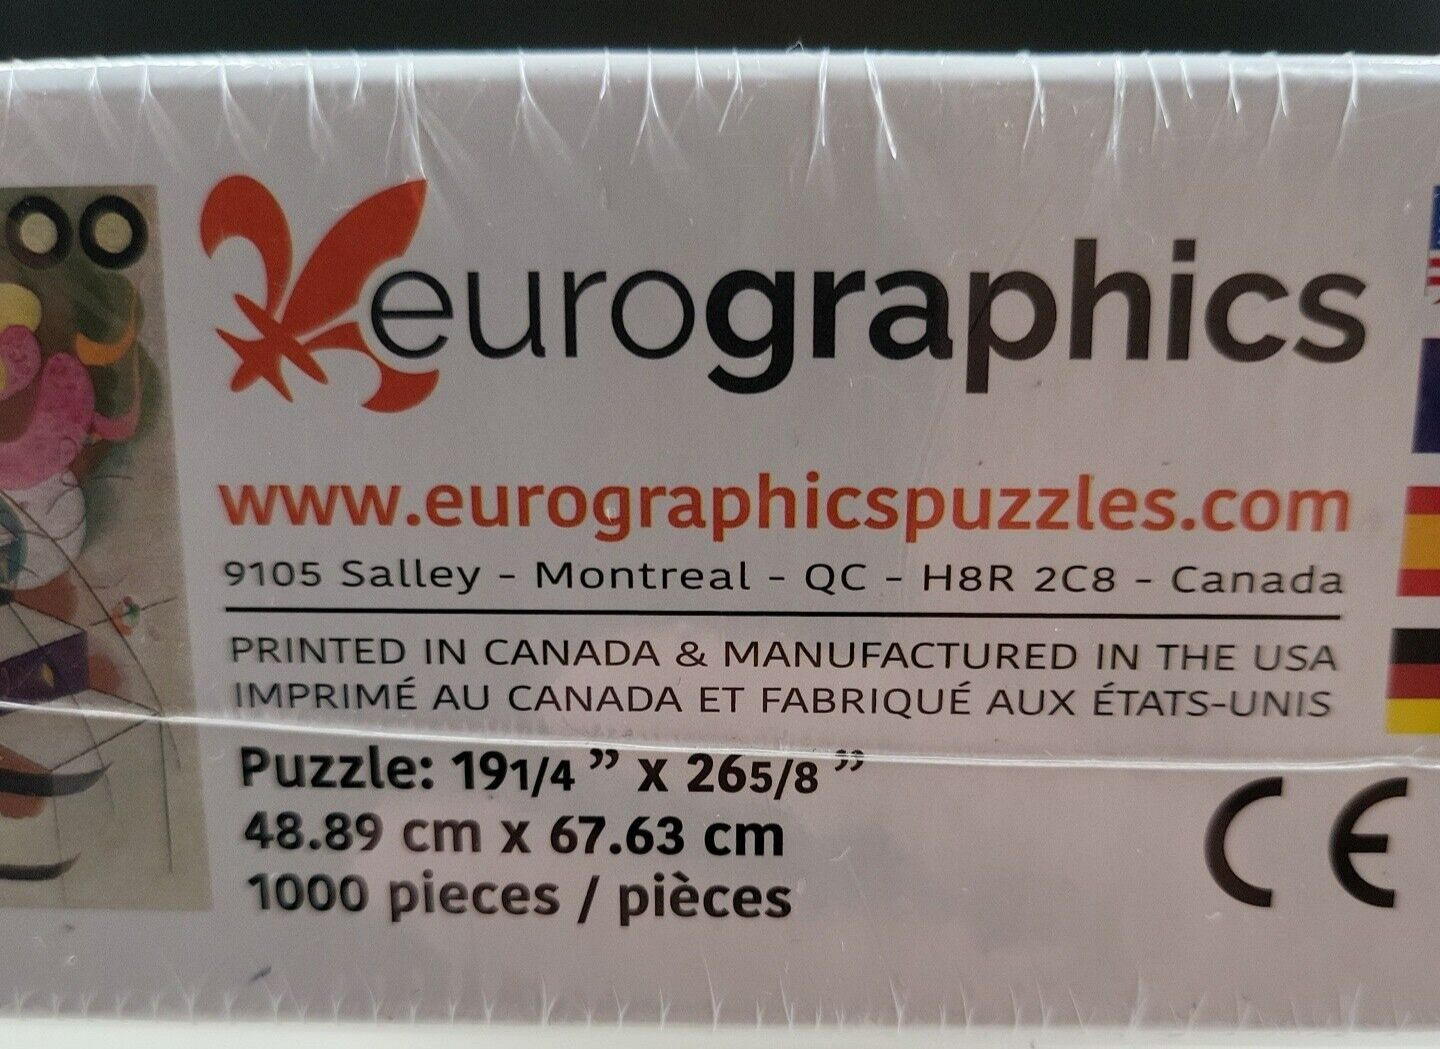 eurographics
www.eurographicspuzzles.com
9105 Salley - Montreal - QC - H8R 2C8 - Canada
PRINTED IN CANADA & MANUFACTURED IN THE USA
IMPRIMÉ AU CANADA ET FABRIQUÉ AUX ÉTATS-UNIS
Puzzle: 191/4 ” x 265/8 ”
48.89 cm x 67.63 cm
1000 pieces / pièces
CE